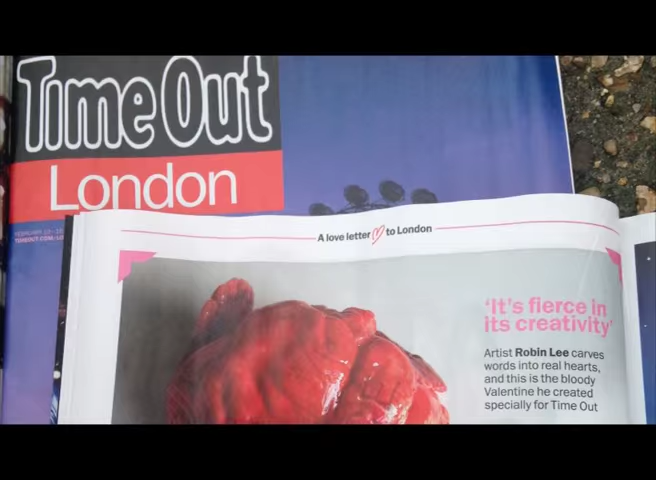 Time Out
London
A love letter to London
'It's fierce in
its creativity'
Artist Robin Lee carves
words into real hearts,
and this is the bloody
Valentine he created
specially for Time Out